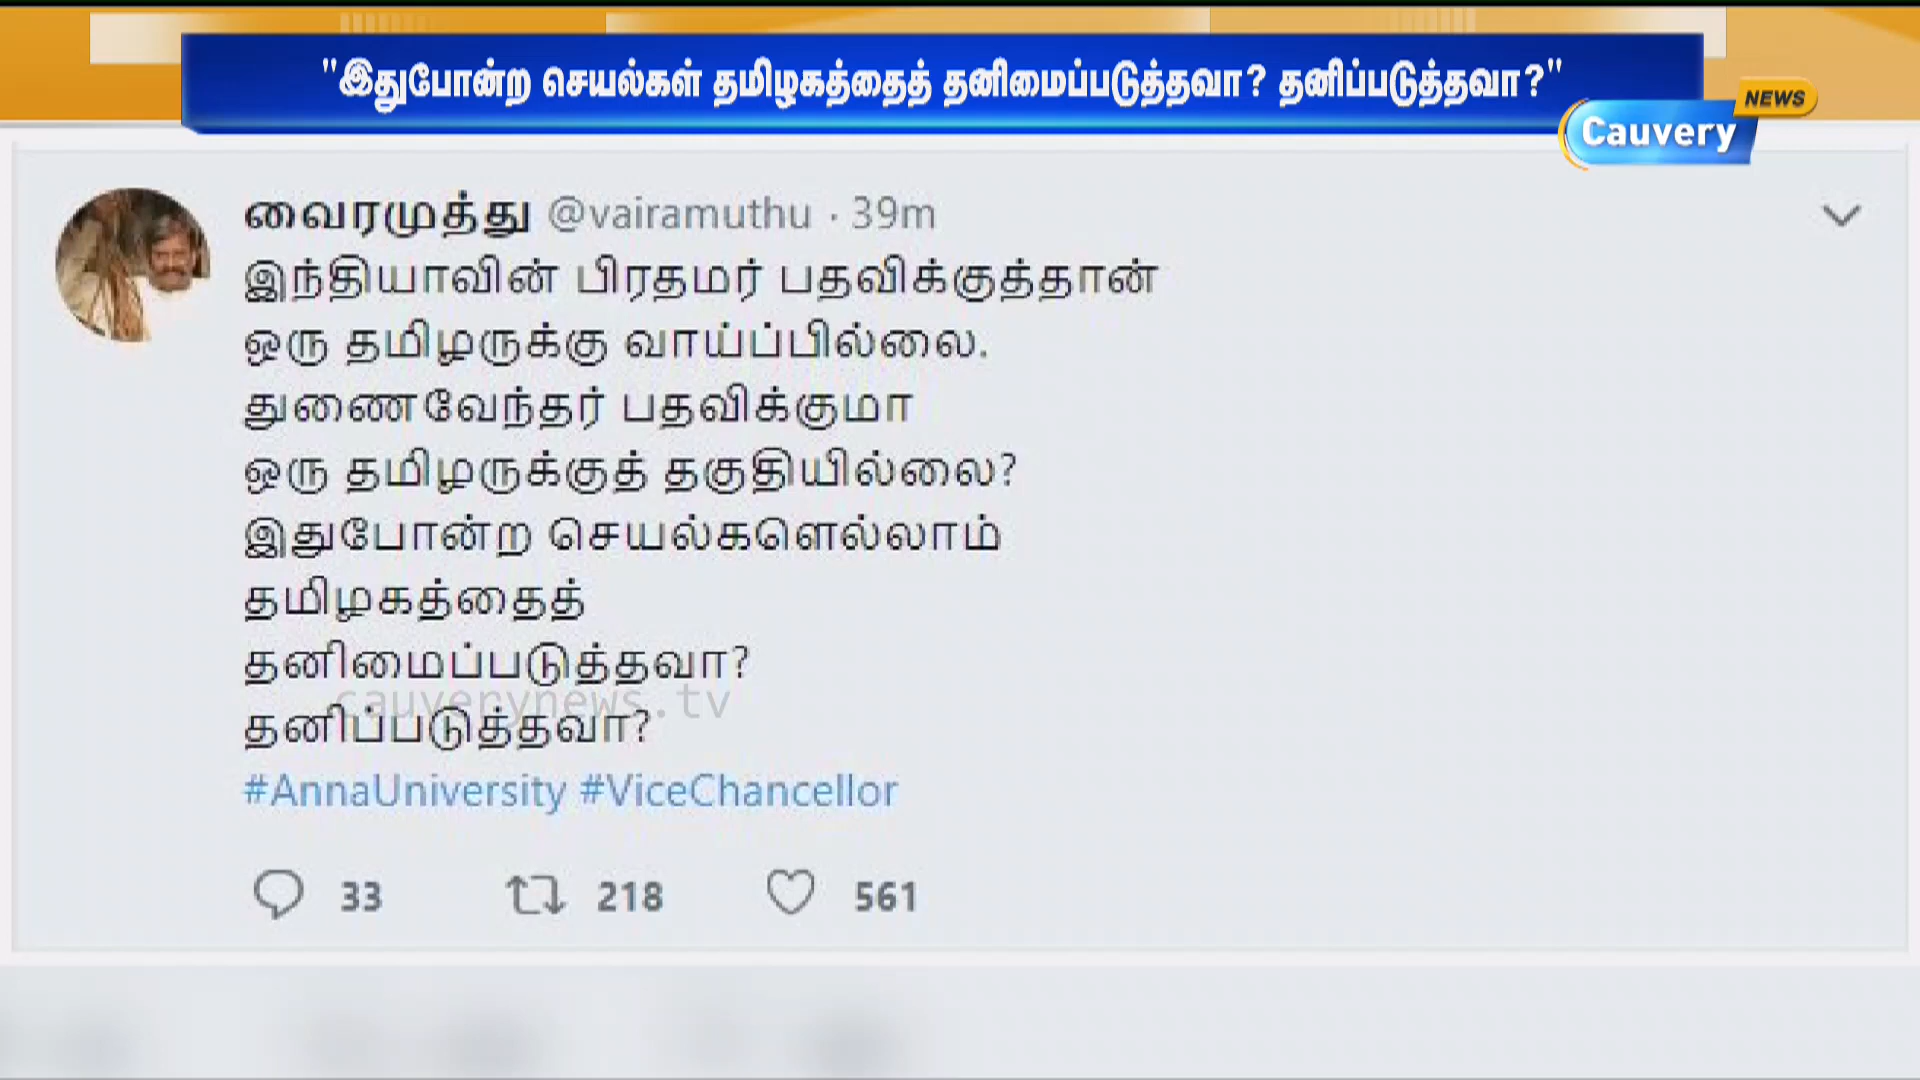 "இதுபோன்ற செயல்கள் தமிழகத்தைத் தனிமைப்படுத்தவா? தனிப்படுத்தவா?"
NEWS
Cauvery
வைரமுத்து @vairamuthu · 39m
இந்தியாவின் பிரதமர் பதவிக்குத்தான்
ஒரு தமிழருக்கு வாய்ப்பில்லை.
துணைவேந்தர் பதவிக்குமா
ஒரு தமிழருக்குத் தகுதியில்லை?
இதுபோன்ற செயல்களெல்லாம்
தமிழகத்தைத்
தனிமைப்படுத்தவா?
cauverynews.tv
தனிப்படுத்தவா?
#AnnaUniversity #ViceChancellor
33 218 561